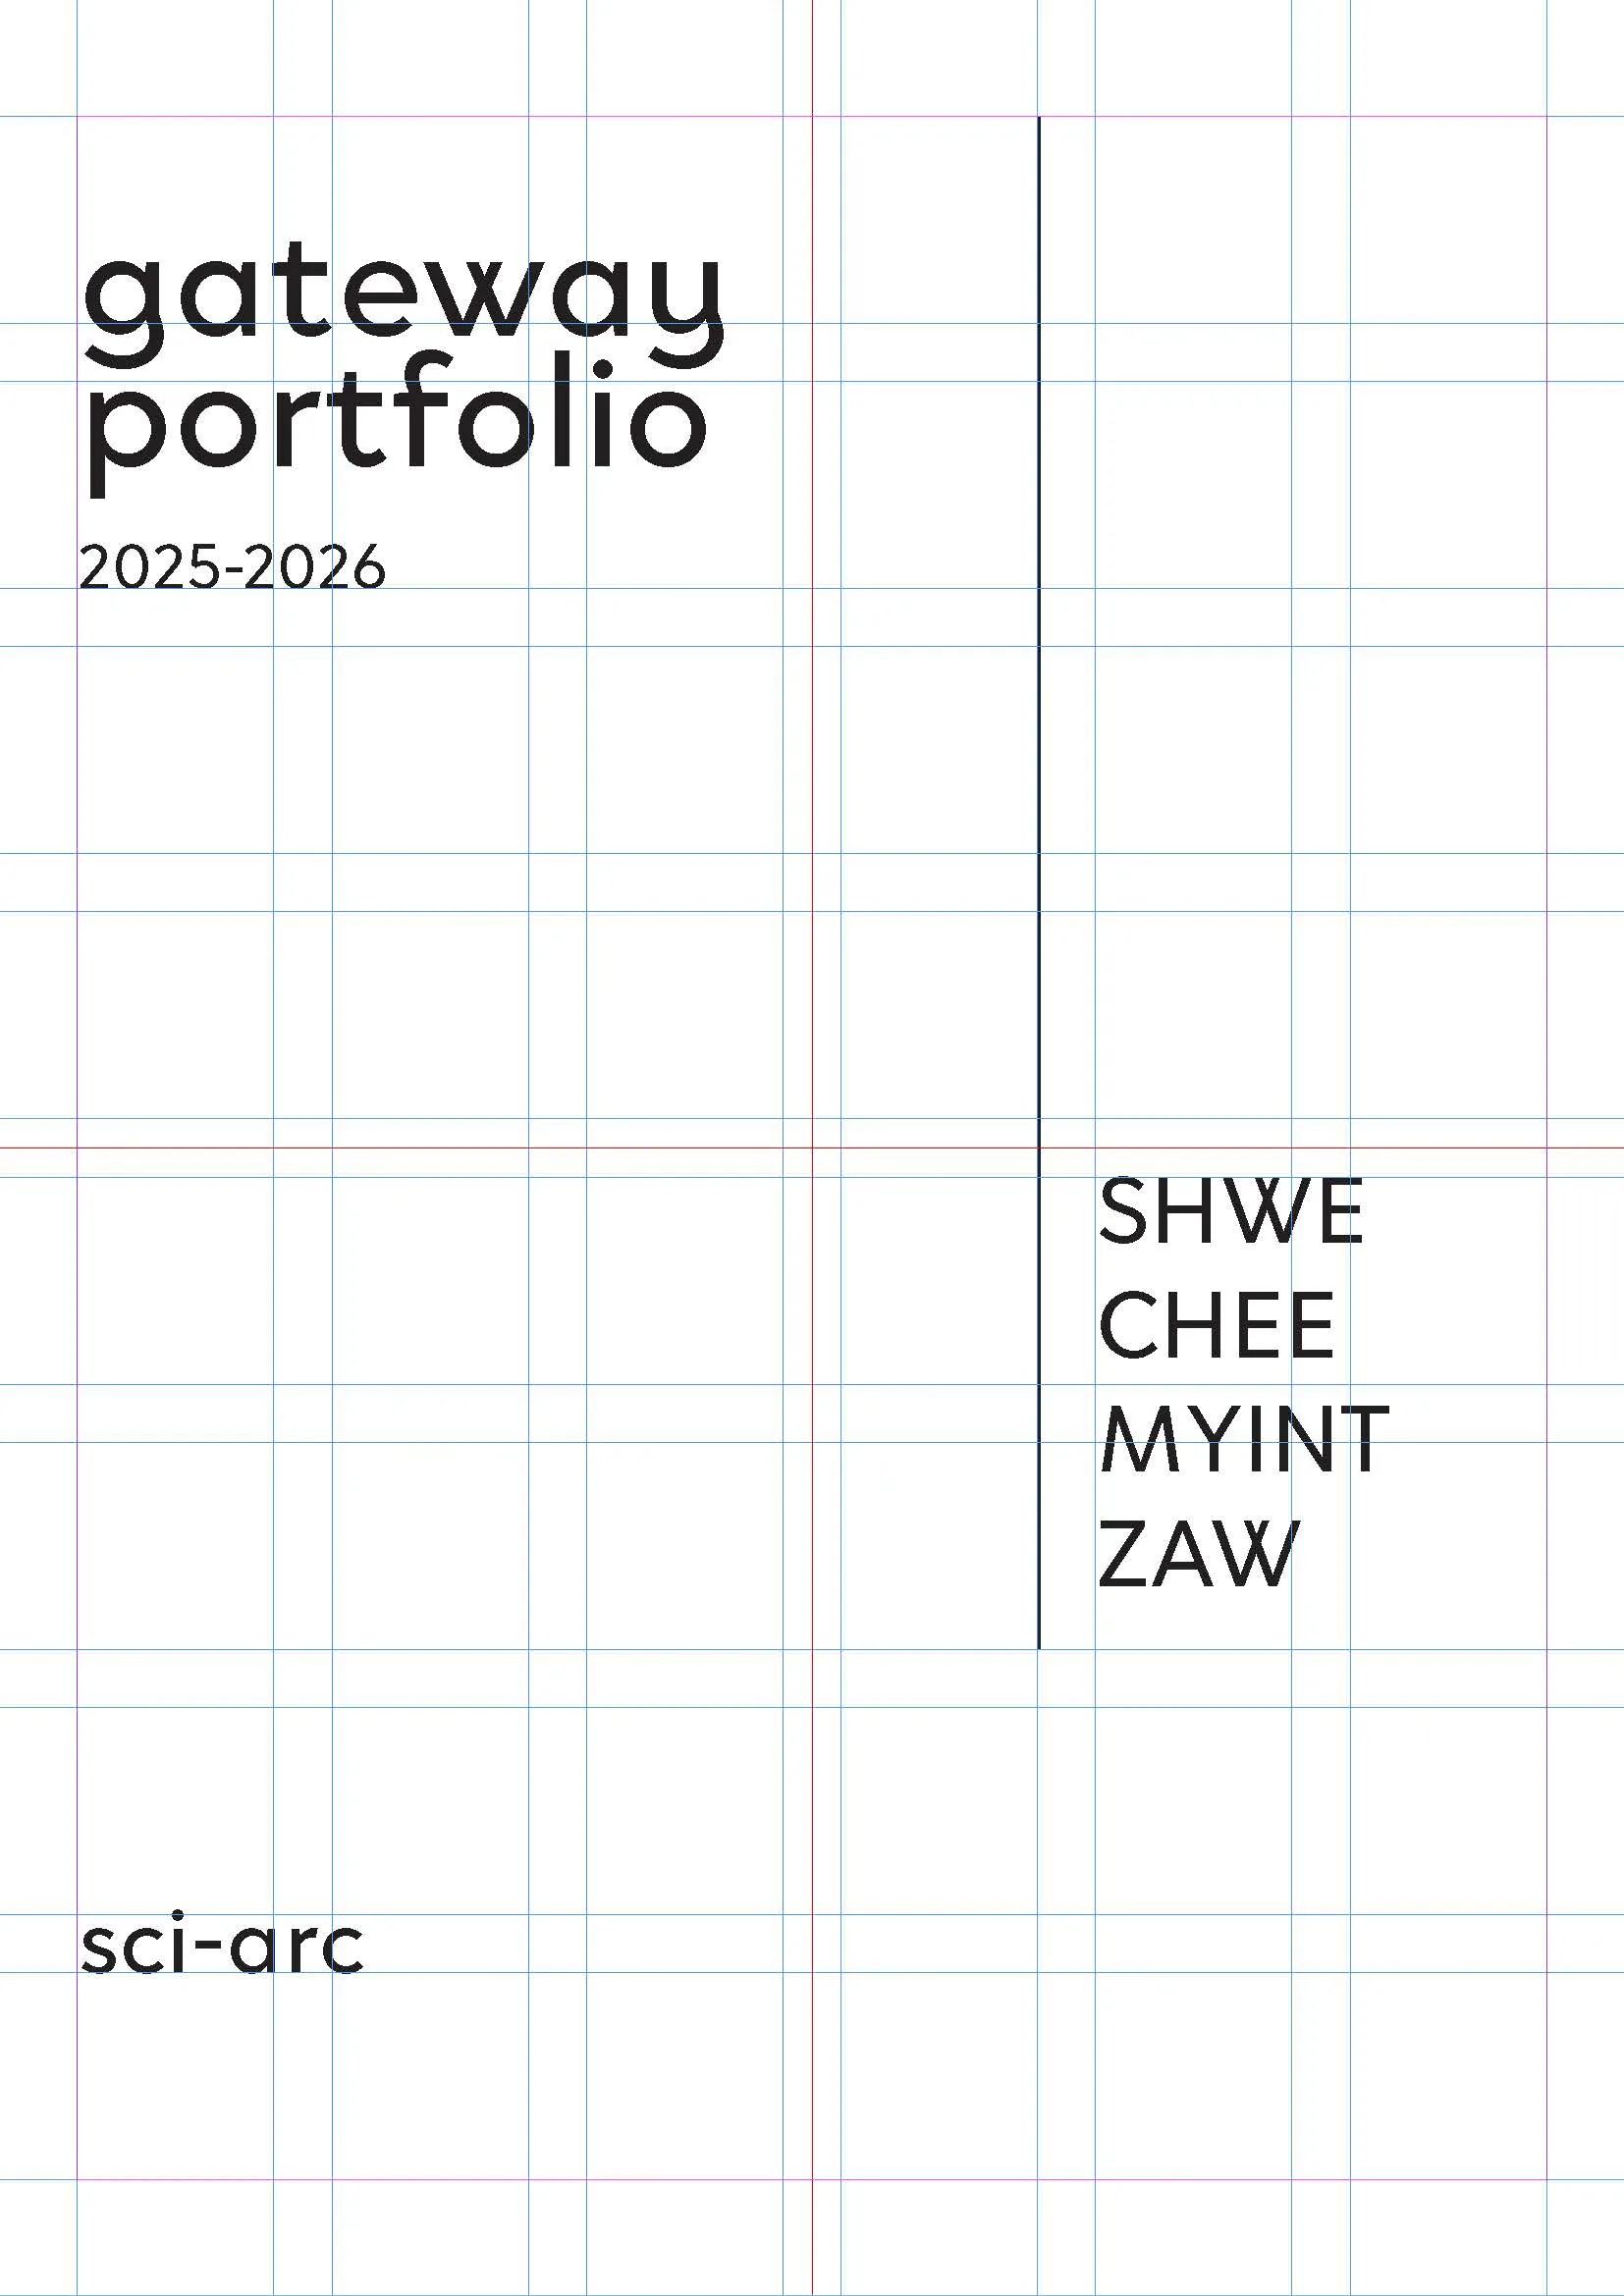 gateway
portfolio
2025-2026
SHWE
CHEE
MYINT
ZAW
sci-arc